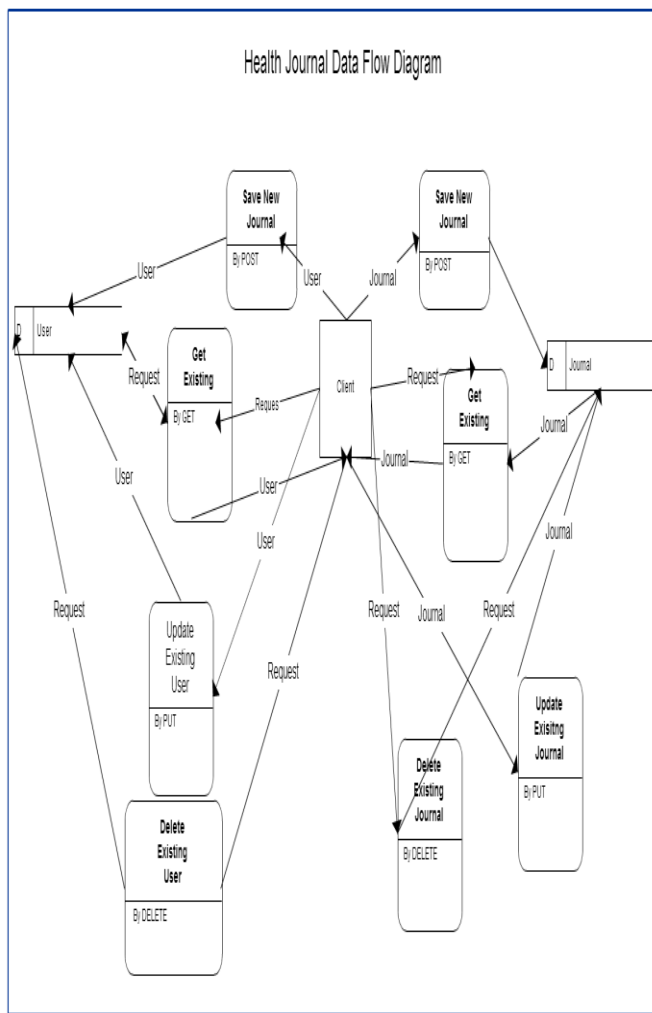 Health Journal Data Flow Diagram
Save New
Journal
By POST
Save New
Journal
By POST
User
User
Journal
D User
D Journal
Get
Existing
By GET
Client
Request
Reques
Request
Get
Existing
By GET
Journal
User
Journal
User
User
Journal
Request
Request
Journal
Request
Request
Update
Existing
User
By PUT
Update
Exisitng
Journal
By PUT
Delete
Existing
Journal
By DELETE
Delete
Existing
User
By DELETE